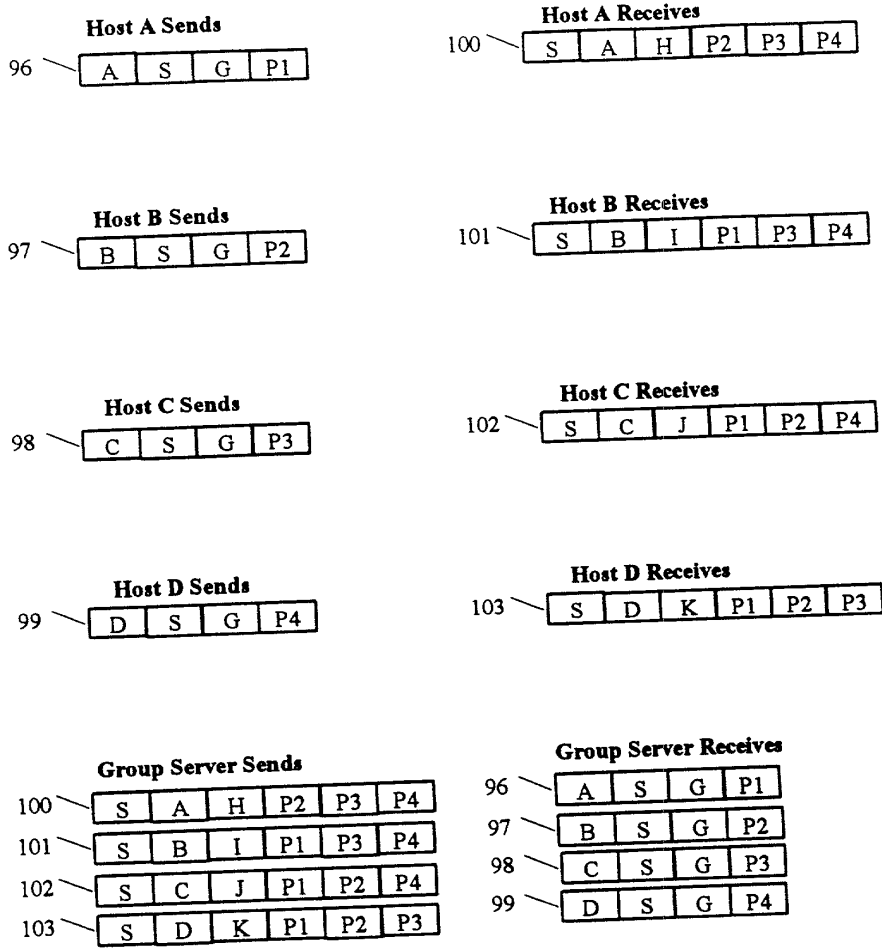 Host A Sends
96 A S G P1
Host A Receives
100 S A H P2 P3 P4
Host B Sends
97 B S G P2
Host B Receives
101 S B I P1 P3 P4
Host C Sends
98 C S G P3
Host C Receives
102 S C J P1 P2 P4
Host D Sends
99 D S G P4
Host D Receives
103 S D K P1 P2 P3
Group Server Sends
100 S A H P2 P3 P4
101 S B I P1 P3 P4
102 S C J P1 P2 P4
103 S D K P1 P2 P3
Group Server Receives
96 A S G P1
97 B S G P2
98 C S G P3
99 D S G P4